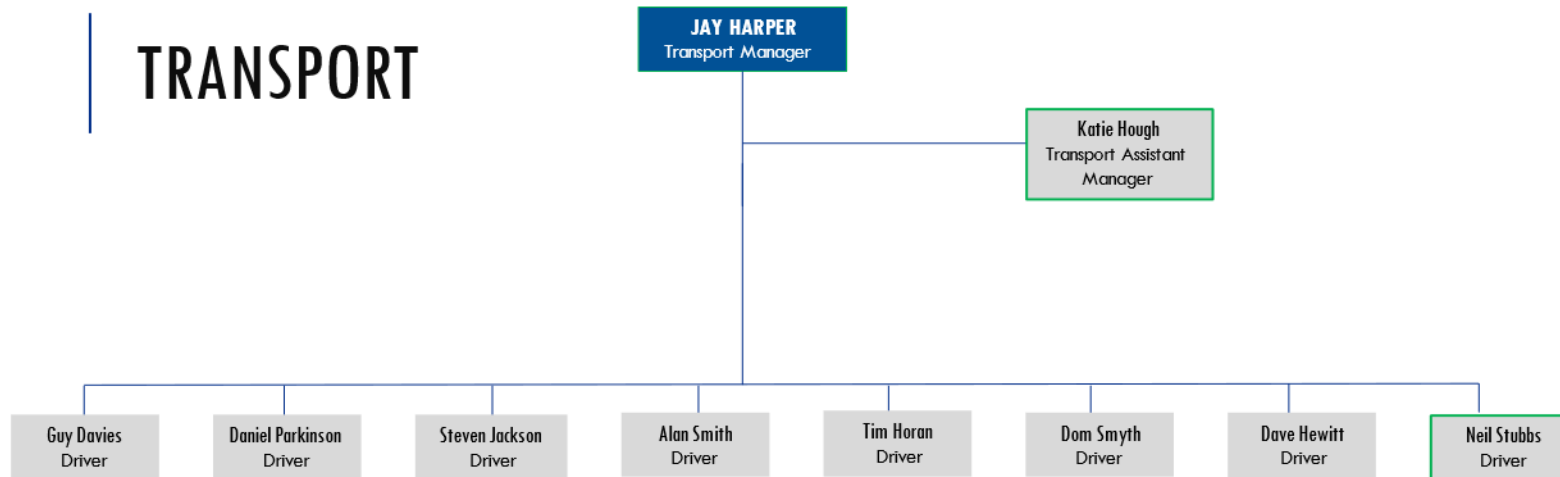 TRANSPORT
JAY HARPER
Transport Manager
Katie Hough
Transport Assistant
Manager
Guy Davies
Driver
Daniel Parkinson
Driver
Steven Jackson
Driver
Alan Smith
Driver
Tim Horan
Driver
Dom Smyth
Driver
Dave Hewitt
Driver
Neil Stubbs
Driver